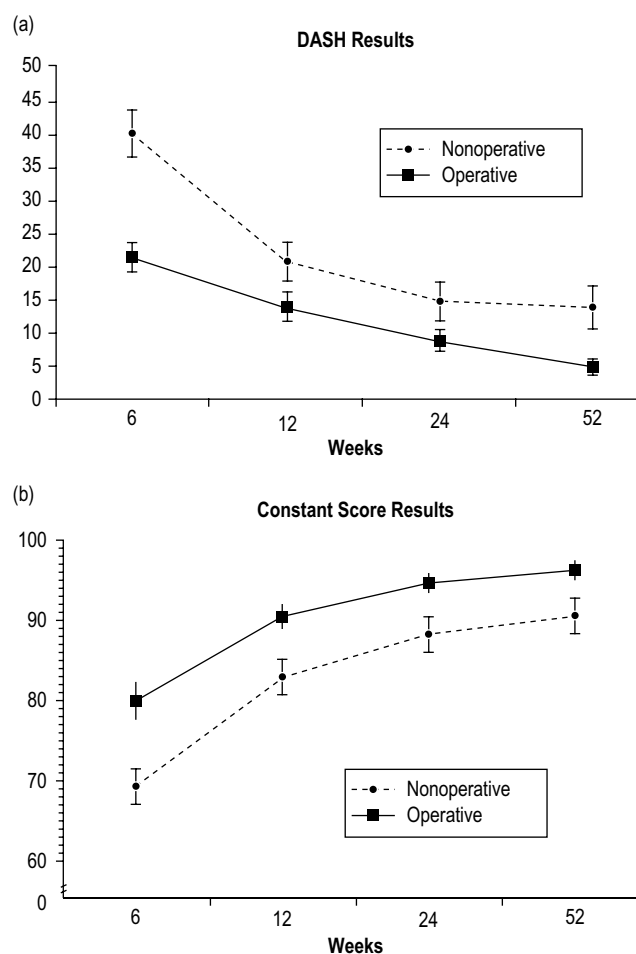 (a)
DASH Results
50
45
40
35
30
25
20
15
10
5
0
Nonoperative
Operative
6 12 24 52
Weeks
(b)
Constant Score Results
100
90
80
70
60
0
Nonoperative
Operative
6 12 24 52
Weeks